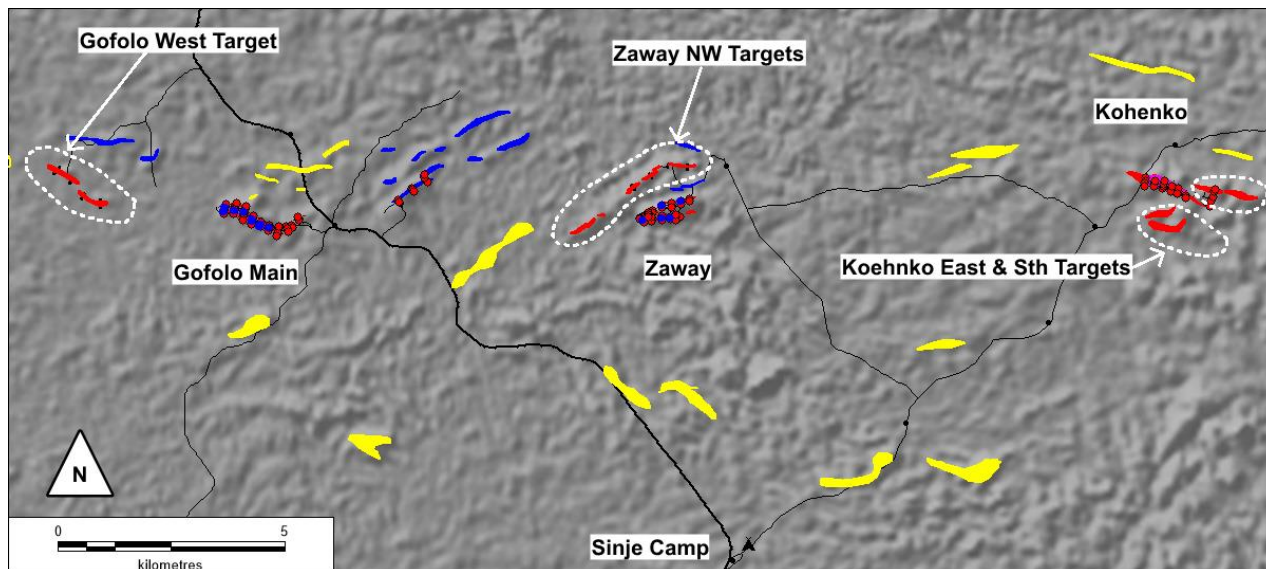 Gofolo West Target
Zaway NW Targets
Kohenko
Gofolo Main
Zaway
Koehnko East & Sth Targets
N
0 5
kilometres
Sinje Camp